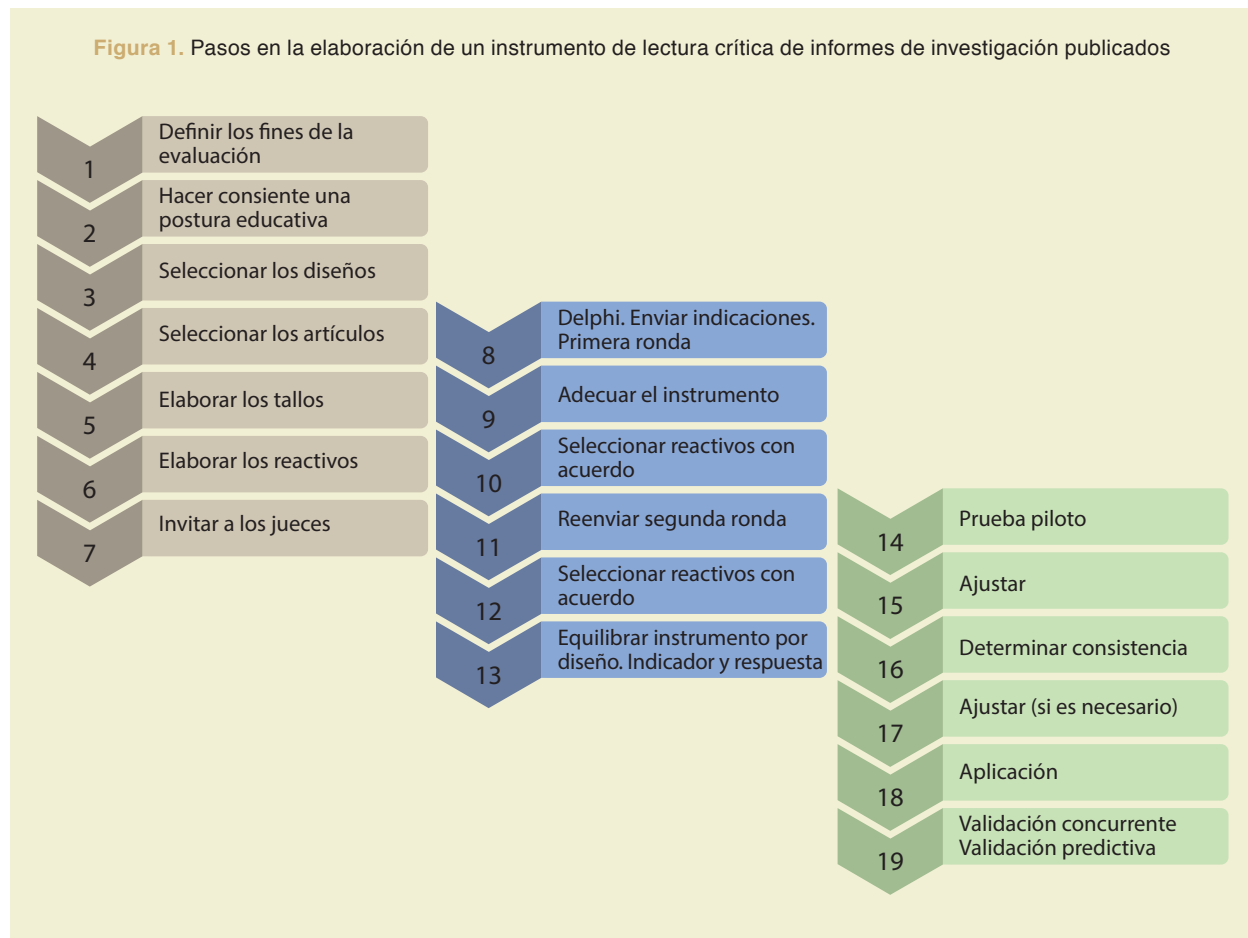 Figura 1. Pasos en la elaboración de un instrumento de lectura crítica de informes de investigación publicados
1
Definir los fines de la
evaluación
2
Hacer consiente una
postura educativa
3
Seleccionar los diseños
4
Seleccionar los artículos
5
Elaborar los tallos
6
Elaborar los reactivos
7
Invitar a los jueces
8
Delphi. Enviar indicaciones.
Primera ronda
9
Adecuar el instrumento
10
Seleccionar reactivos con
acuerdo
11
Reenviar segunda ronda
12
Seleccionar reactivos con
acuerdo
13
Equilibrar instrumento por
diseño. Indicador y respuesta
14
Prueba piloto
15
Ajustar
16
Determinar consistencia
17
Ajustar (si es necesario)
18
Aplicación
19
Validación concurrente
Validación predictiva